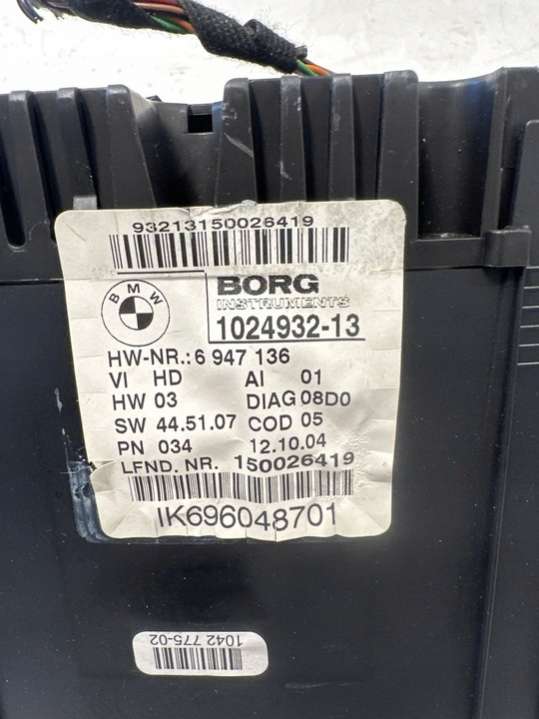 93213150026419
BMW
BORG
INSTRUMENTS
1024932-13
HW-NR.: 6 947 136
VI HD AI 01
HW 03 DIAG 08D0
SW 44.51.07 COD 05
PN 034 12.10.04
LFND. NR. 150026419
IK696048701
1042 775-02